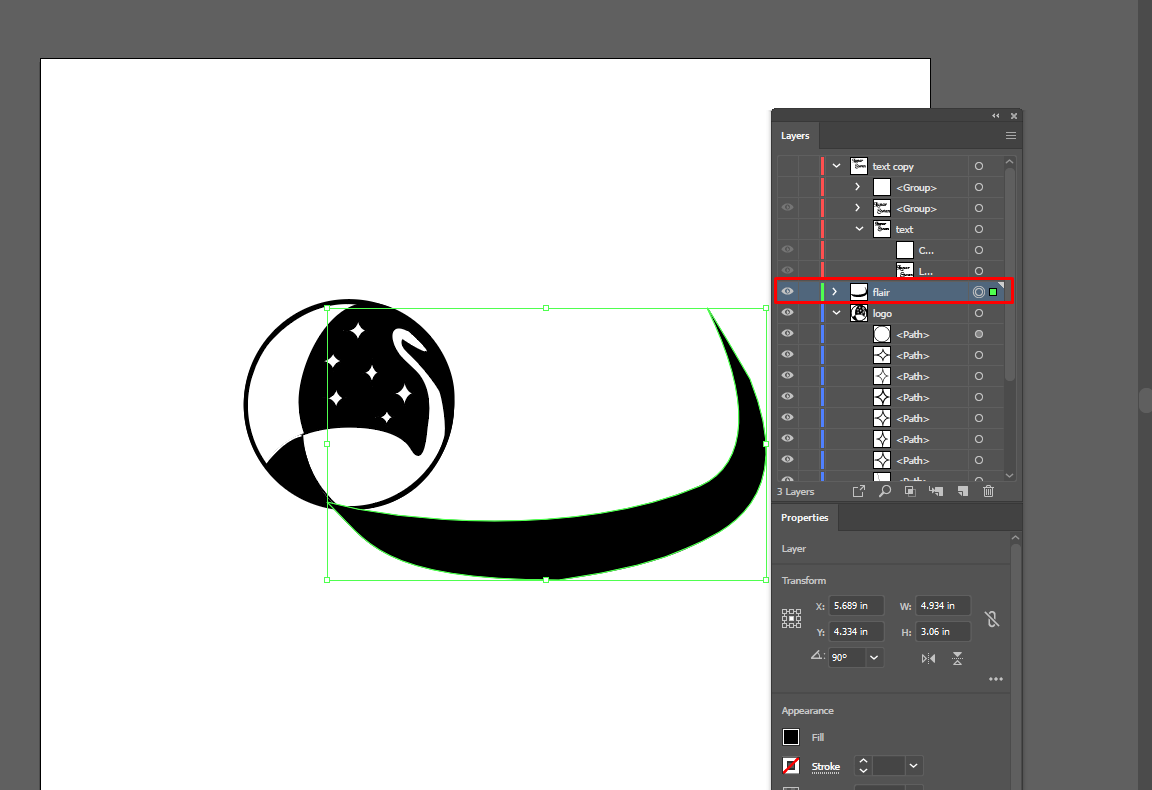 Layers
text copy
<Group>
<Group>
text
C...
L...
flair
logo
<Path>
<Path>
<Path>
<Path>
<Path>
<Path>
<Path>
3 Layers
Properties
Layer
Transform
X: 5.689 in W: 4.934 in
Y: 4.334 in H: 3.06 in
90°
Appearance
Fill
Stroke